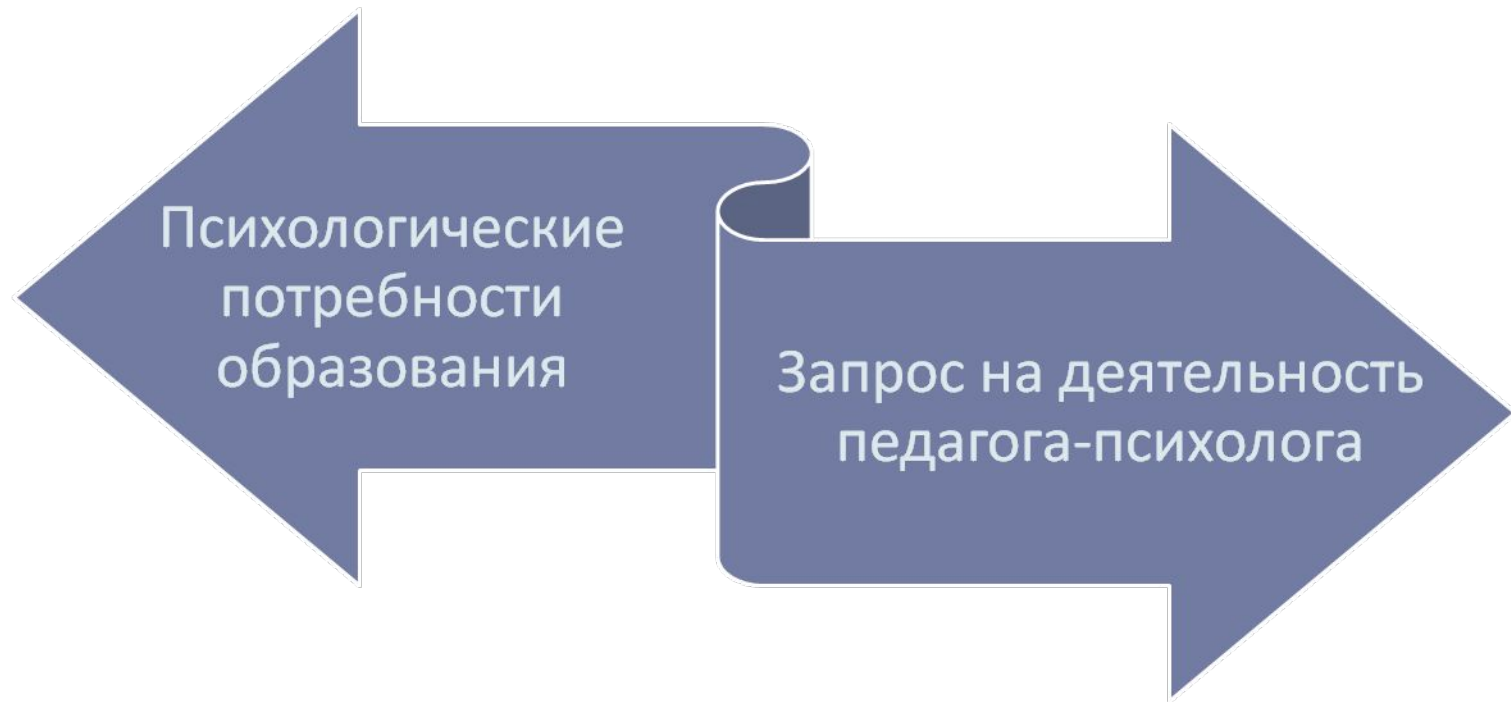 Психологические
потребности
образования
Запрос на деятельность
педагога-психолога